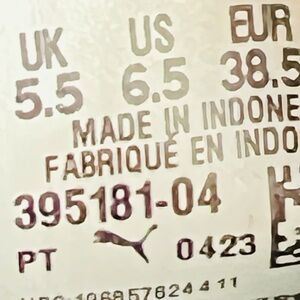 UK US EUR
5.5 6.5 38.5
MADE IN INDONE
FABRIQUÉ EN INDO
395181-04
PT 0423